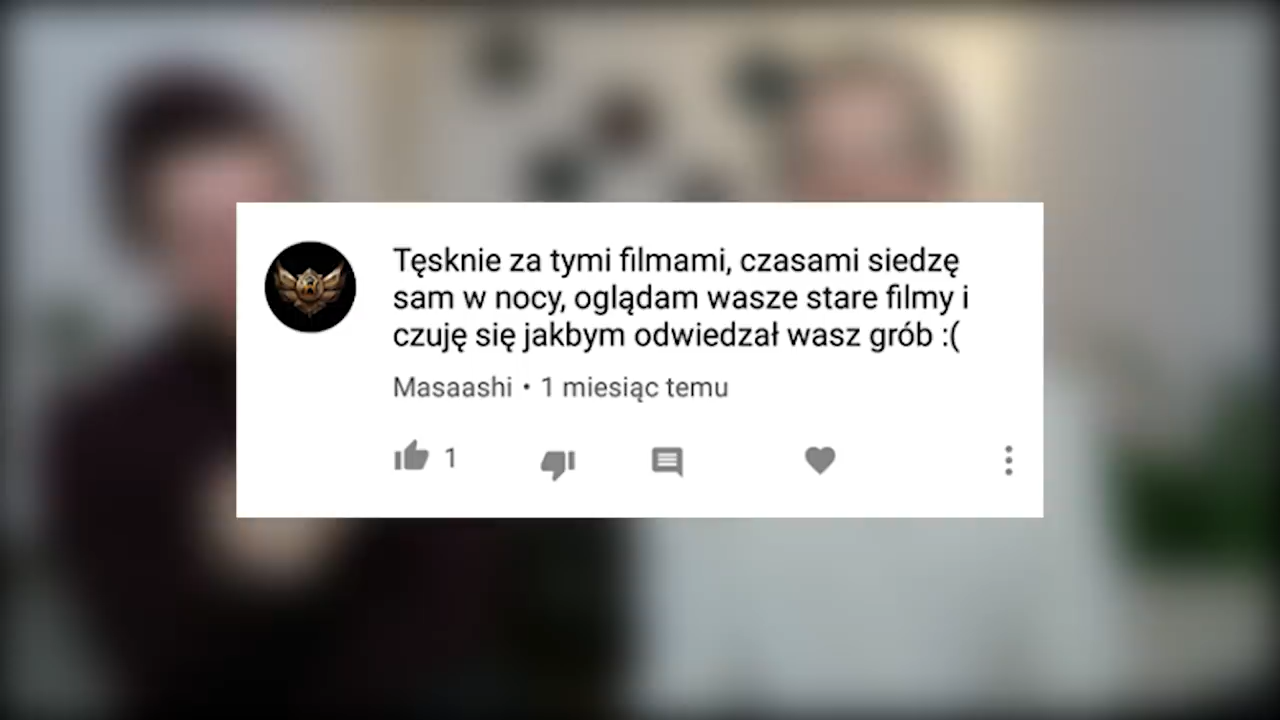 Tęsknie za tymi filmami, czasami siedzę
sam w nocy, oglądam wasze stare filmy i
czuję się jakbym odwiedzał wasz grób :(
Masaashi • 1 miesiąc temu
1